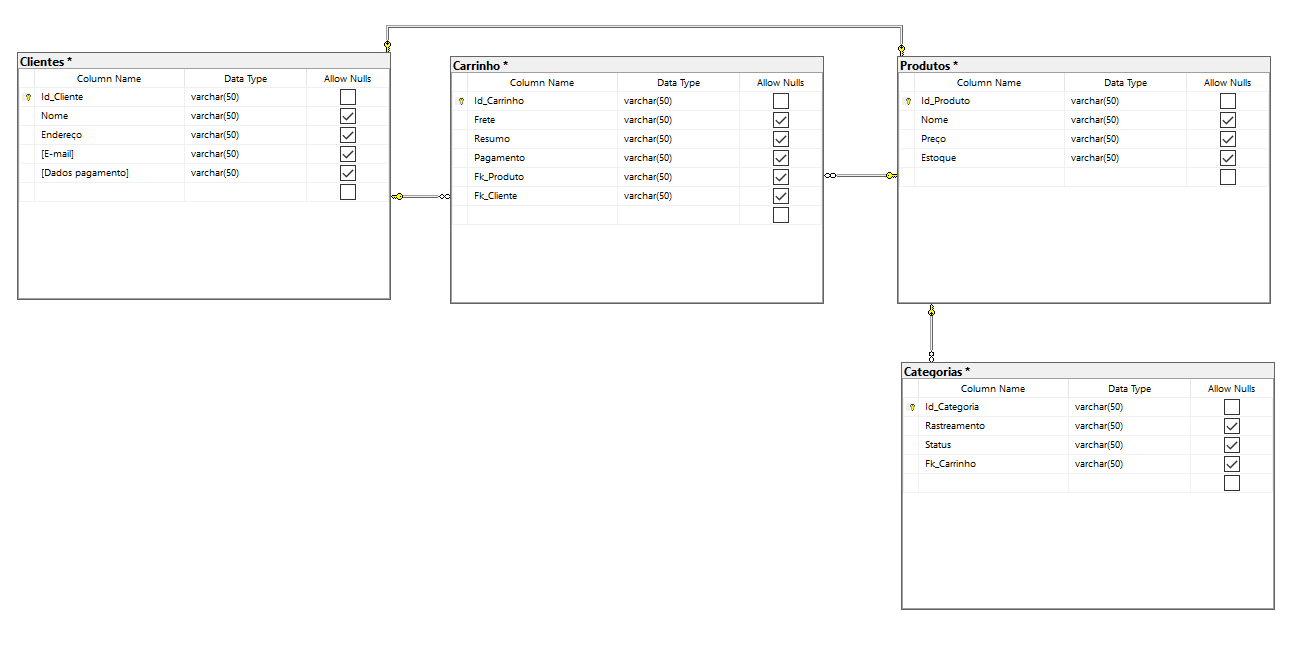 Clientes *
Column Name Data Type Allow Nulls
Id_Cliente varchar(50)
Nome varchar(50)
Endereço varchar(50)
[E-mail] varchar(50)
[Dados pagamento] varchar(50)
Carrinho *
Column Name Data Type Allow Nulls
Id_Carrinho varchar(50)
Frete varchar(50)
Resumo varchar(50)
Pagamento varchar(50)
Fk_Produto varchar(50)
Fk_Cliente varchar(50)
Produtos *
Column Name Data Type Allow Nulls
Id_Produto varchar(50)
Nome varchar(50)
Preço varchar(50)
Estoque varchar(50)
Categorias *
Column Name Data Type Allow Nulls
Id_Categoria varchar(50)
Rastreamento varchar(50)
Status varchar(50)
Fk_Carrinho varchar(50)